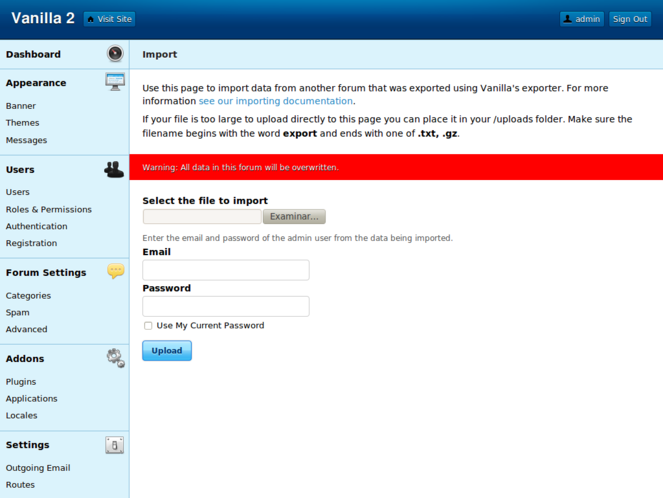 Vanilla 2
Visit Site
admin
Sign Out
Dashboard
Appearance
Banner
Themes
Messages
Users
Users
Roles & Permissions
Authentication
Registration
Forum Settings
Categories
Spam
Advanced
Addons
Plugins
Applications
Locales
Settings
Outgoing Email
Routes
Import
Use this page to import data from another forum that was exported using Vanilla's exporter. For more
information see our importing documentation.
If your file is too large to upload directly to this page you can place it in your /uploads folder. Make sure the
filename begins with the word export and ends with one of .txt, .gz.
Warning: All data in this forum will be overwritten.
Select the file to import
Examinar...
Enter the email and password of the admin user from the data being imported.
Email
Password
Use My Current Password
Upload